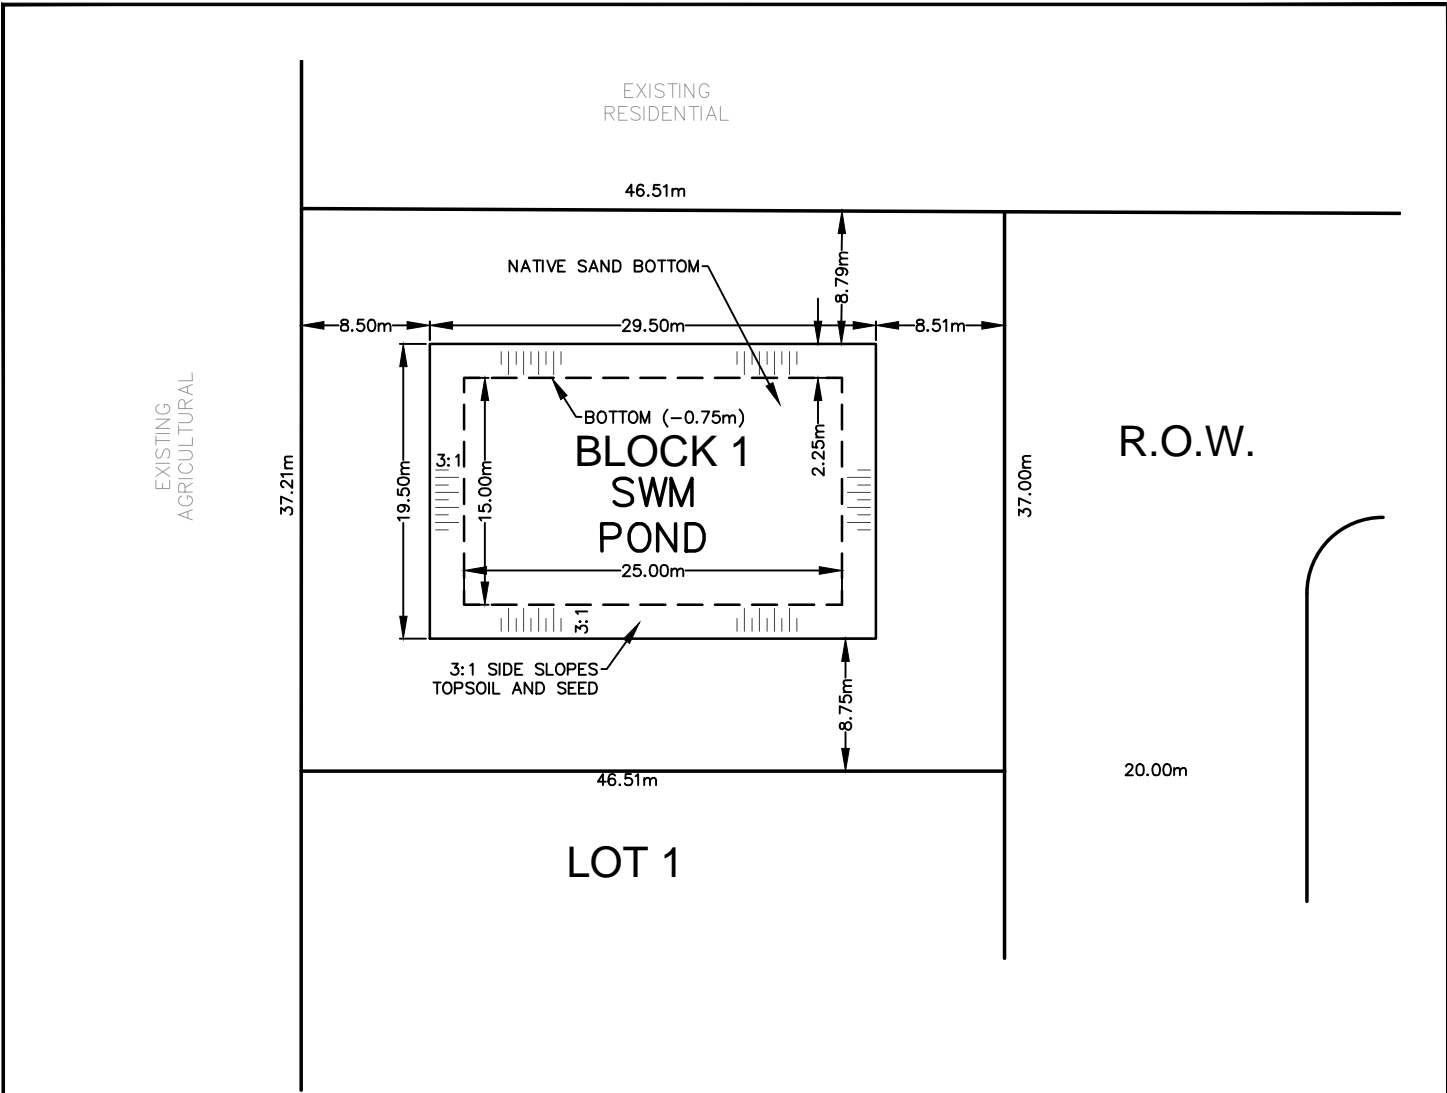 EXISTING
RESIDENTIAL
46.51m
NATIVE SAND BOTTOM
8.79m
8.50m
29.50m
8.51m
EXISTING
AGRICULTURAL
BOTTOM (-0.75m)
BLOCK 1
SWM
POND
3:1
2.25m
R.O.W.
37.21m
19.50m
15.00m
37.00m
25.00m
3:1
3:1 SIDE SLOPES
TOPSOIL AND SEED
8.75m
46.51m
20.00m
LOT 1